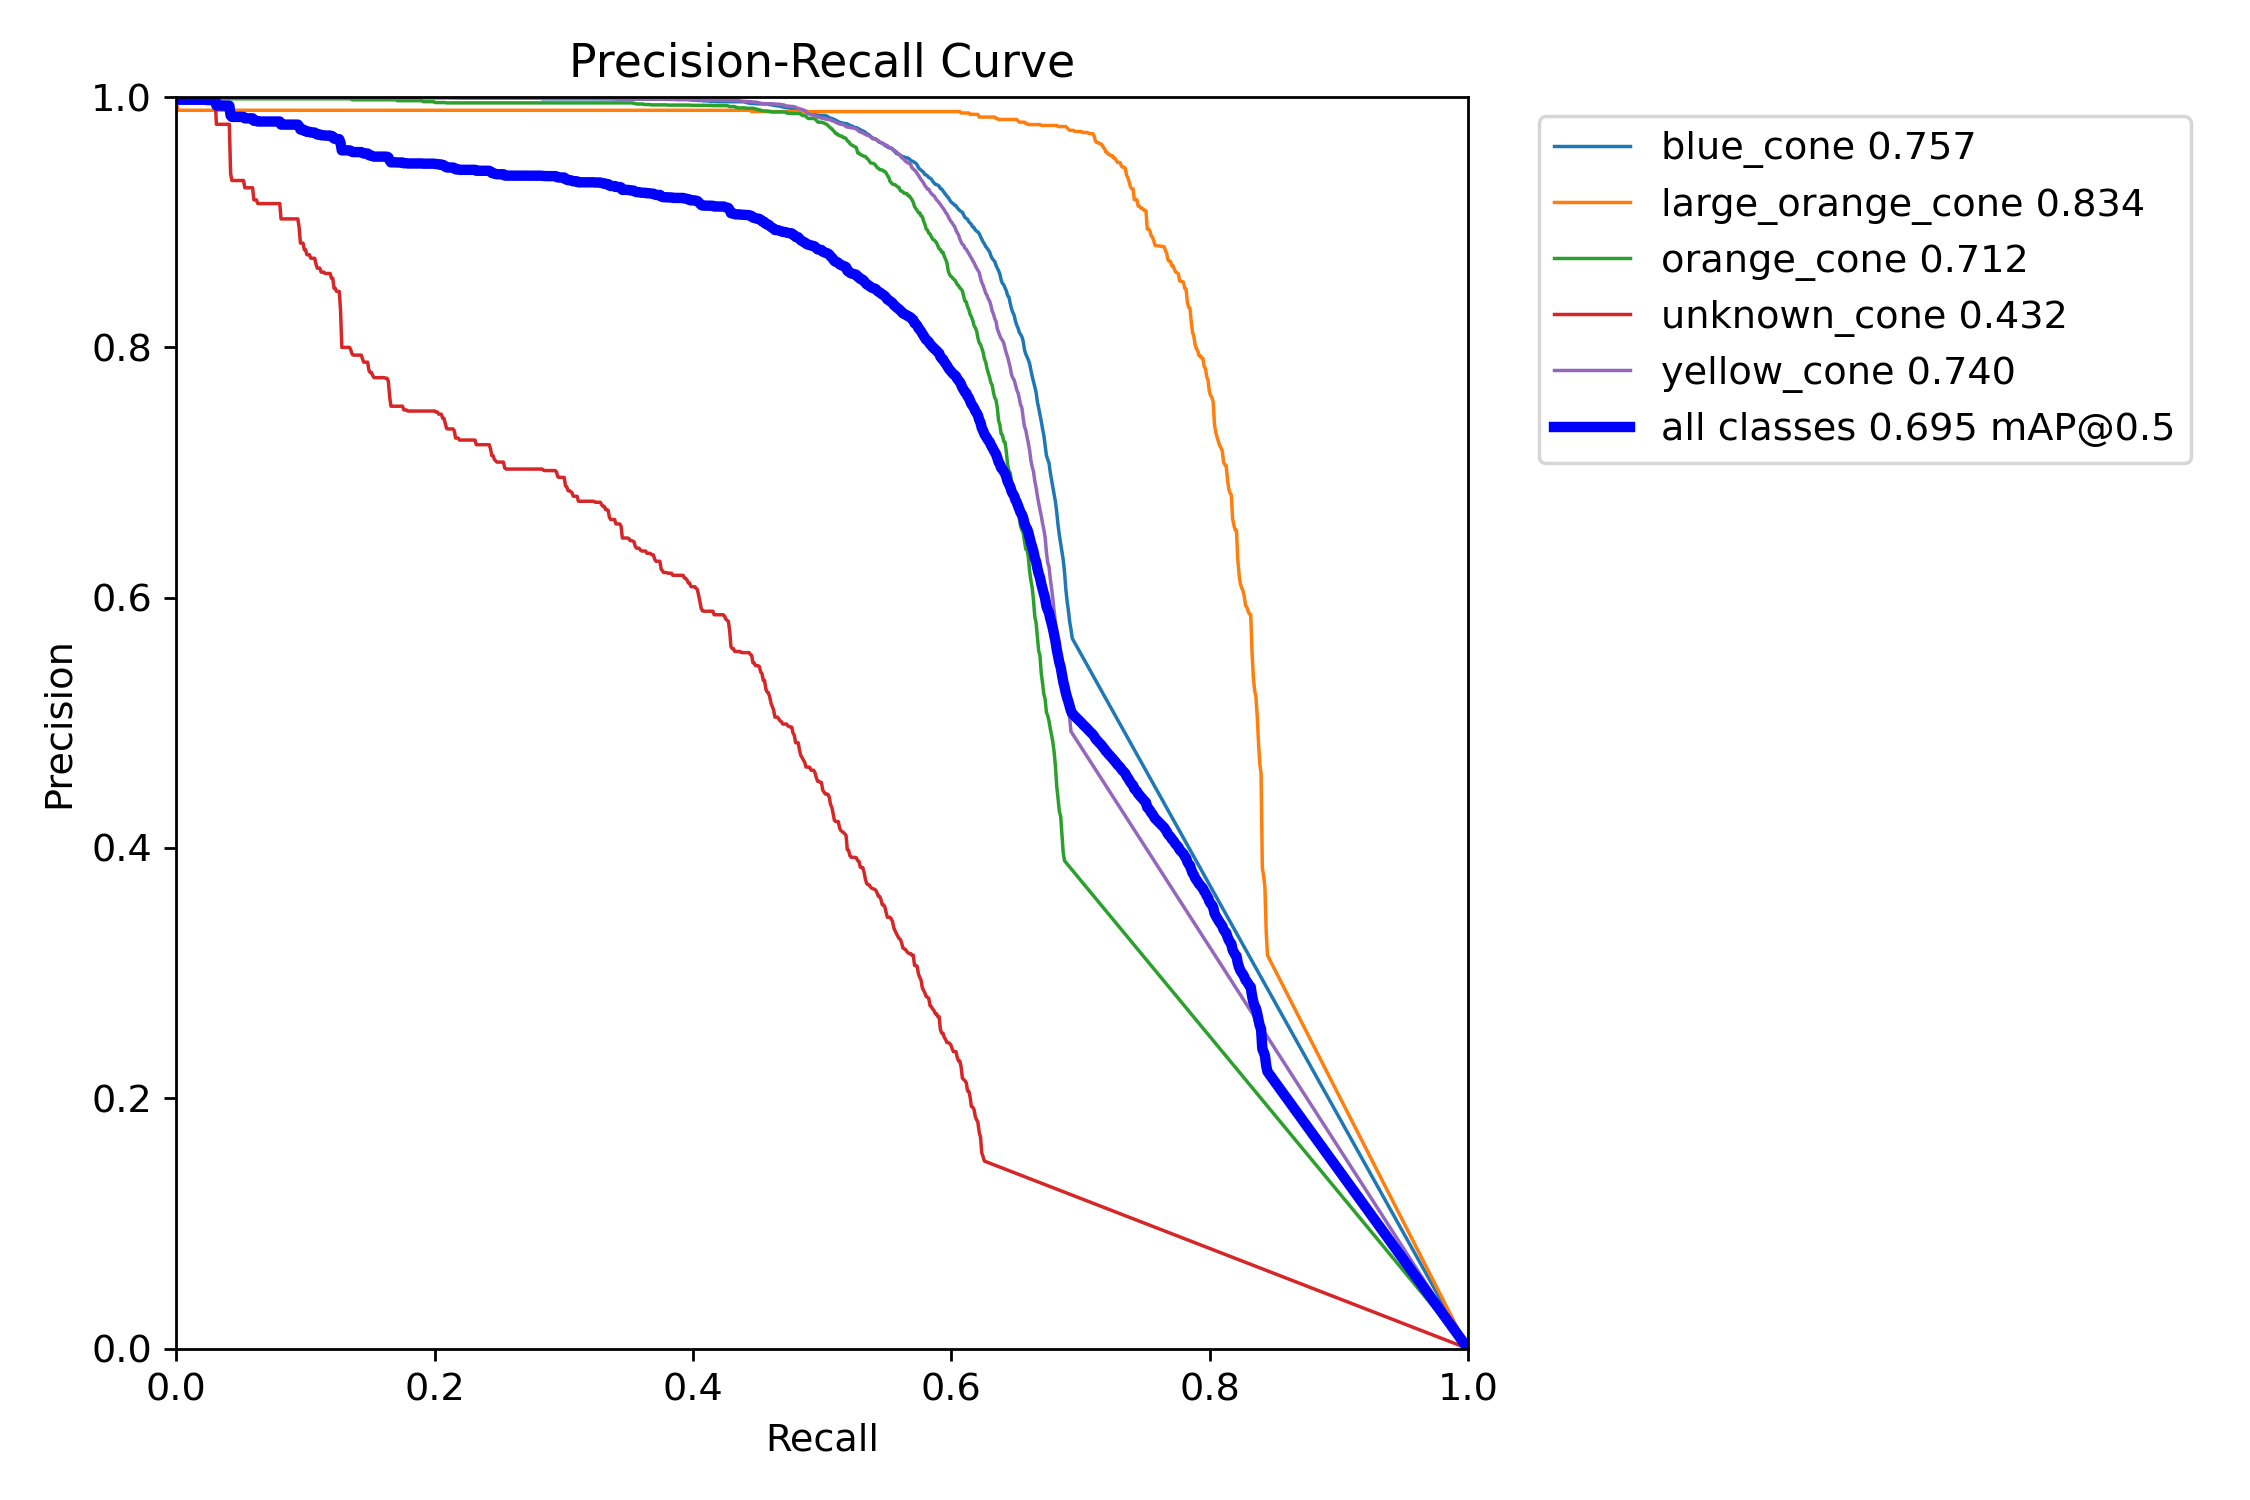 Precision-Recall Curve
1.0
0.8
0.6
0.4
0.2
0.0
Precision
0.0 0.2 0.4 0.6 0.8 1.0
Recall
blue_cone 0.757
large_orange_cone 0.834
orange_cone 0.712
unknown_cone 0.432
yellow_cone 0.740
all classes 0.695 mAP@0.5